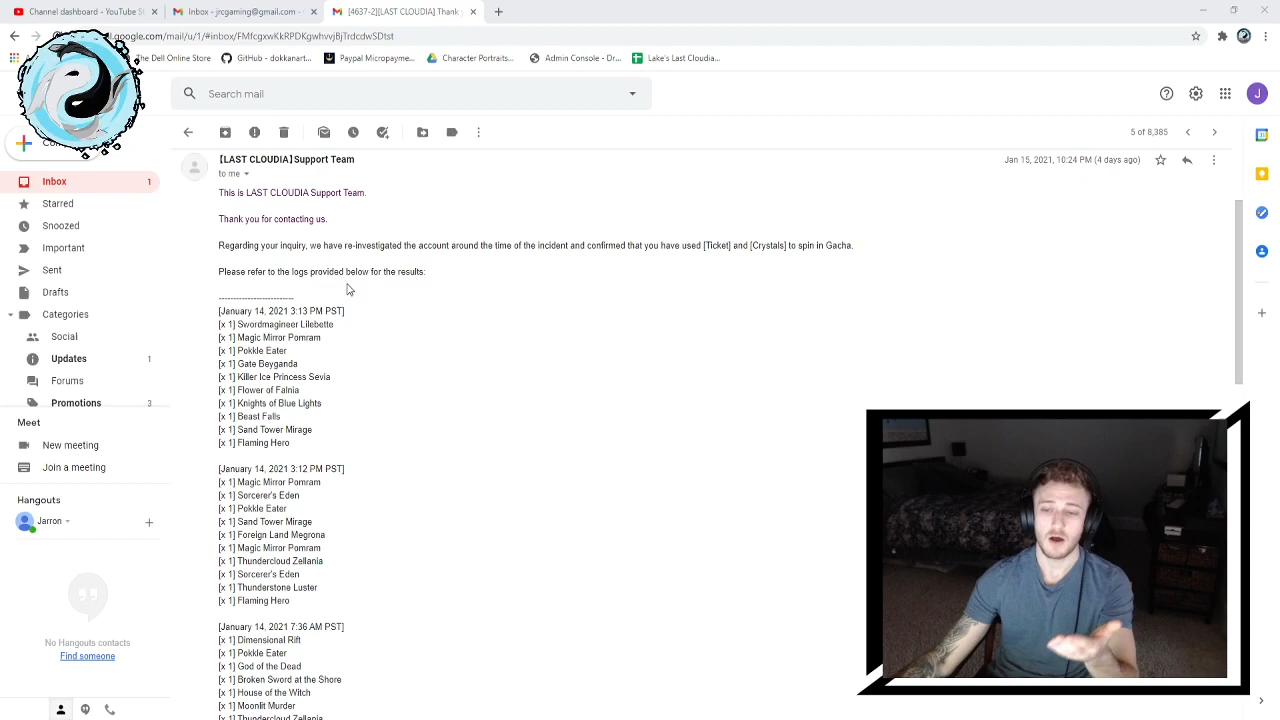 Channel dashboard - YouTube S
Inbox - jrcgaming@gmail.com -
[4637-2][LAST CLOUDIA] Thank y
.google.com/mail/u/1/#inbox/FMfcgxwKkRPDKgwhvvjBjTrdcdwSDtst
The Dell Online Store
GitHub - dokkanart...
Paypal Micropayme...
Character Portraits...
Admin Console - Dr...
Lake's Last Cloudia...
Search mail
J
5 of 8,385
Inbox
1
Starred
Snoozed
Important
Sent
Drafts
Categories
Social
Updates
1
Forums
Promotions
3
Meet
New meeting
Join a meeting
Hangouts
Jarron
No Hangouts contacts
Find someone
【LAST CLOUDIA】Support Team
Jan 15, 2021, 10:24 PM (4 days ago)
to me
This is LAST CLOUDIA Support Team.
Thank you for contacting us.
Regarding your inquiry, we have re-investigated the account around the time of the incident and confirmed that you have used [Ticket] and [Crystals] to spin in Gacha.
Please refer to the logs provided below for the results:
-------------------------
[January 14, 2021 3:13 PM PST]
[x 1] Swordmagineer Lilebette
[x 1] Magic Mirror Pomram
[x 1] Pokkle Eater
[x 1] Gate Beyganda
[x 1] Killer Ice Princess Sevia
[x 1] Flower of Falnia
[x 1] Knights of Blue Lights
[x 1] Beast Falls
[x 1] Sand Tower Mirage
[x 1] Flaming Hero
[January 14, 2021 3:12 PM PST]
[x 1] Magic Mirror Pomram
[x 1] Sorcerer's Eden
[x 1] Pokkle Eater
[x 1] Sand Tower Mirage
[x 1] Foreign Land Megrona
[x 1] Magic Mirror Pomram
[x 1] Thundercloud Zellania
[x 1] Sorcerer's Eden
[x 1] Thunderstone Luster
[x 1] Flaming Hero
[January 14, 2021 7:36 AM PST]
[x 1] Dimensional Rift
[x 1] Pokkle Eater
[x 1] God of the Dead
[x 1] Broken Sword at the Shore
[x 1] House of the Witch
[x 1] Moonlit Murder
[x 1] Thundercloud Zellania